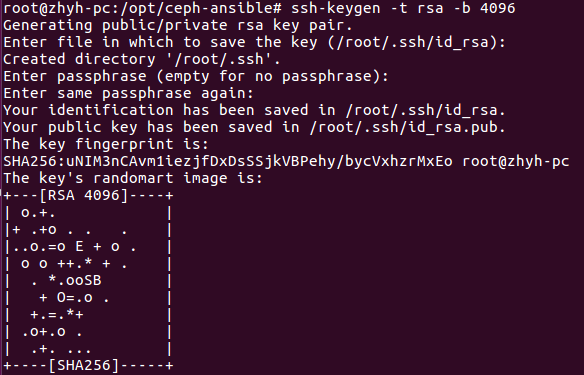 root@zhyh-pc:/opt/ceph-ansible# ssh-keygen -t rsa -b 4096
Generating public/private rsa key pair.
Enter file in which to save the key (/root/.ssh/id_rsa):
Created directory '/root/.ssh'.
Enter passphrase (empty for no passphrase):
Enter same passphrase again:
Your identification has been saved in /root/.ssh/id_rsa.
Your public key has been saved in /root/.ssh/id_rsa.pub.
The key fingerprint is:
SHA256:uNIM3nCAvm1iezjfDxDsSSjkVBPehy/bycVxhzrMxEo root@zhyh-pc
The key's randomart image is:
+---[RSA 4096]----+
| o.+.            |
|+ .+o . .   .    |
|..o.=o E + o .   |
| o o ++.* + .    |
|  . *.ooSB       |
|   + O=.o .      |
|  +.=.*+         |
| .o+.o .         |
|  .+. ...        |
+----[SHA256]-----+